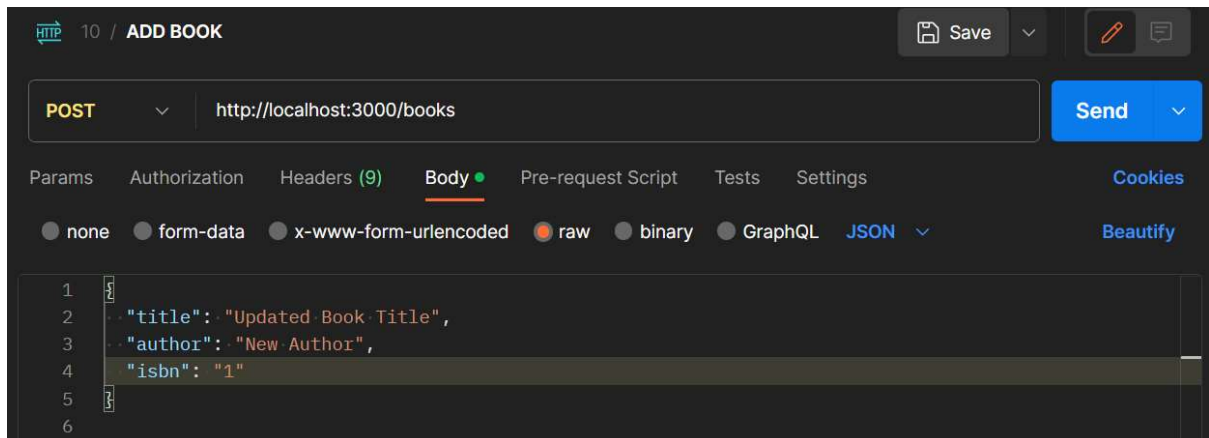 HTTP 10 / ADD BOOK Save
POST http://localhost:3000/books Send
Params Authorization Headers (9) Body Pre-request Script Tests Settings Cookies
none form-data x-www-form-urlencoded raw binary GraphQL JSON Beautify
1 {
2 "title": "Updated Book Title",
3 "author": "New Author",
4 "isbn": "1"
5 }
6